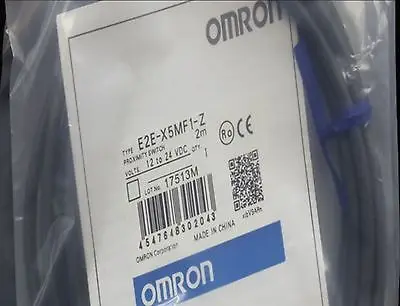 OMRON
TYPE E2E-X5MF1-Z
PROXIMITY SWITCH 2m
VOLTS: 12 to 24 VDC QTY 1
LOT No. 17513M
4547648302043
OMRON Corporation
MADE IN CHINA
OMRON